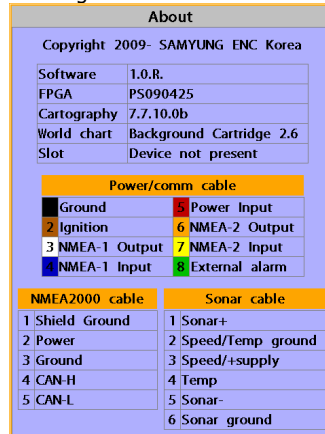 About
Copyright 2009- SAMYUNG ENC Korea
Software 1.0.R.
FPGA PS090425
Cartography 7.7.10.0b
World chart Background Cartridge 2.6
Slot Device not present
Power/comm cable
Ground 5 Power Input
2 Ignition 6 NMEA-2 Output
3 NMEA-1 Output 7 NMEA-2 Input
4 NMEA-1 Input 8 External alarm
NMEA2000 cable Sonar cable
1 Shield Ground 1 Sonar+
2 Power 2 Speed/Temp ground
3 Ground 3 Speed/+supply
4 CAN-H 4 Temp
5 CAN-L 5 Sonar-
6 Sonar ground